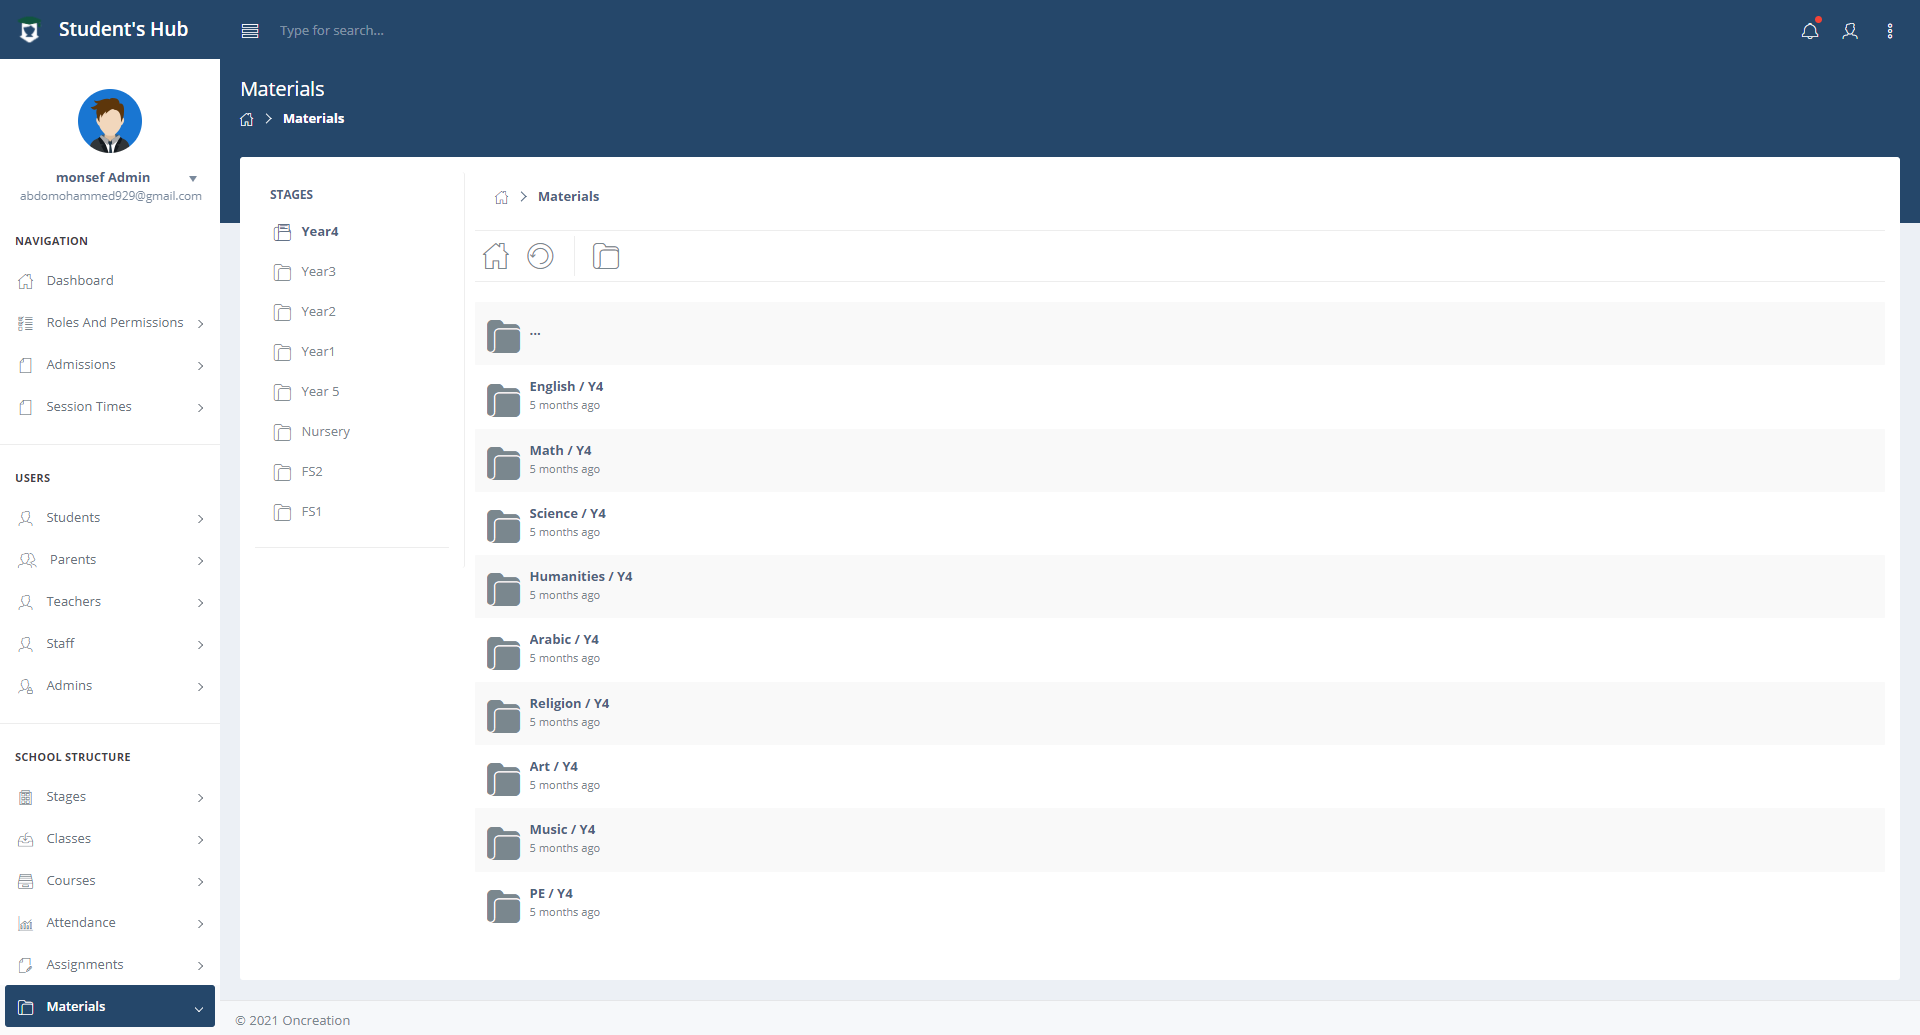 Student's Hub
Type for search...
monsef Admin
abdomohammed929@gmail.com
NAVIGATION
Dashboard
Roles And Permissions
Admissions
Session Times
USERS
Students
Parents
Teachers
Staff
Admins
SCHOOL STRUCTURE
Stages
Classes
Courses
Attendance
Assignments
Materials
Materials
Materials
STAGES
Year4
Year3
Year2
Year1
Year 5
Nursery
FS2
FS1
Materials
...
English / Y4
5 months ago
Math / Y4
5 months ago
Science / Y4
5 months ago
Humanities / Y4
5 months ago
Arabic / Y4
5 months ago
Religion / Y4
5 months ago
Art / Y4
5 months ago
Music / Y4
5 months ago
PE / Y4
5 months ago
© 2021 Oncreation